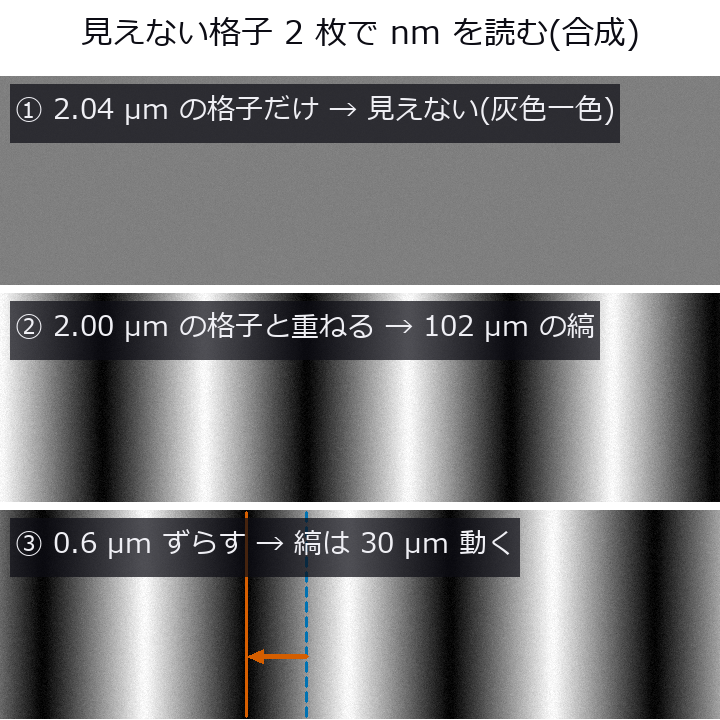 見えない格子 2 枚で nm を読む(合成)
① 2.04 µm の格子だけ → 見えない(灰色一色)
② 2.00 µm の格子と重ねる → 102 µm の縞
③ 0.6 µm ずらす → 縞は 30 µm 動く